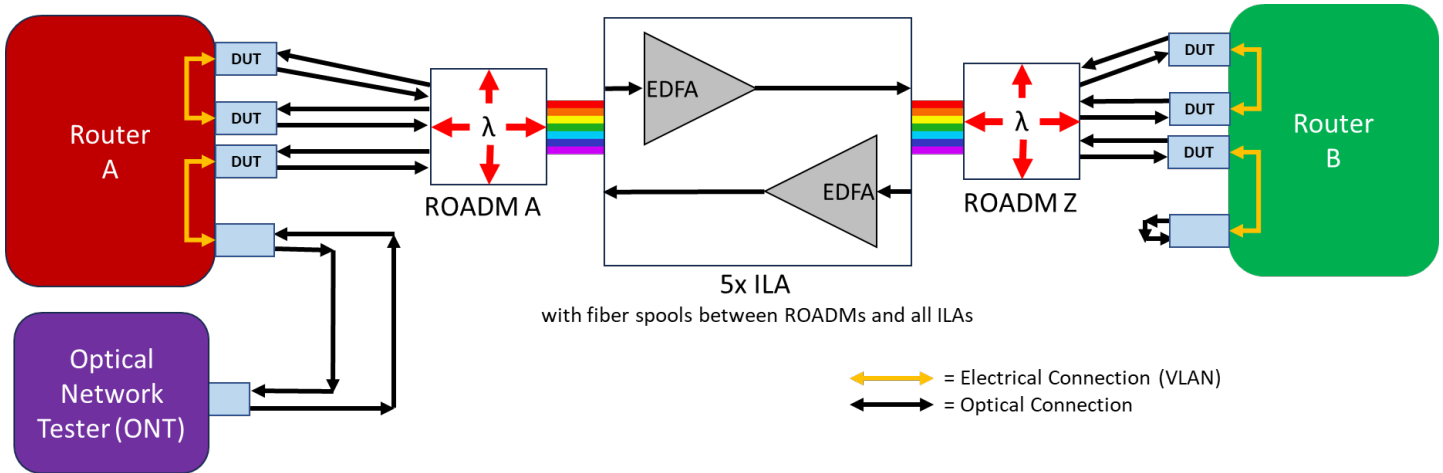 DUT
DUT
DUT
Router
A
λ
ROADM A
EDFA
EDFA
5x ILA
with fiber spools between ROADMs and all ILAs
λ
ROADM Z
DUT
DUT
DUT
Router
B
Optical
Network
Tester (ONT)
= Electrical Connection (VLAN)
= Optical Connection